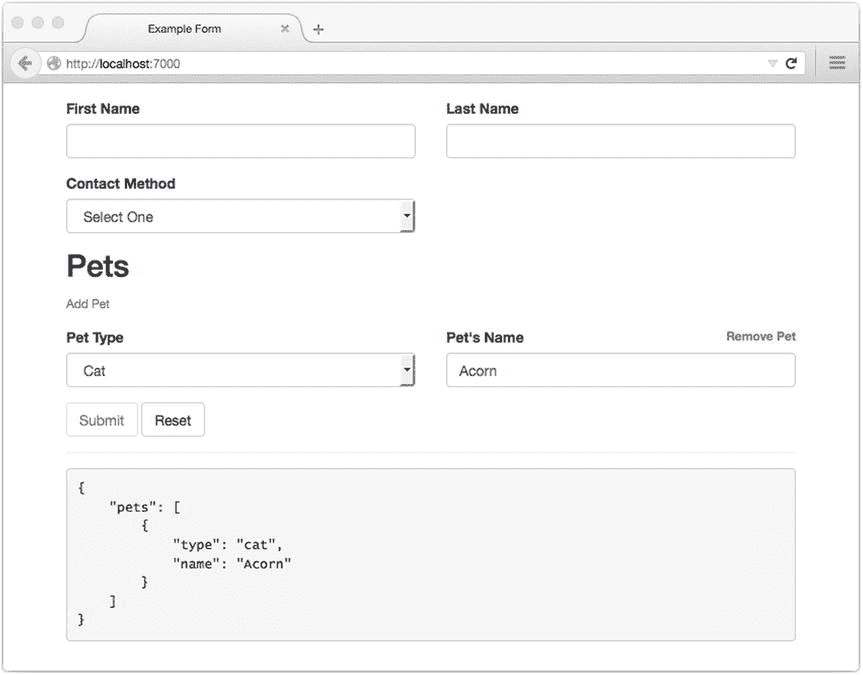 Example Form
http://localhost:7000
First Name Last Name
Contact Method
Select One
Pets
Add Pet
Pet Type Pet's Name Remove Pet
Cat Acorn
Submit Reset
{
    "pets": [
        {
            "type": "cat",
            "name": "Acorn"
        }
    ]
}